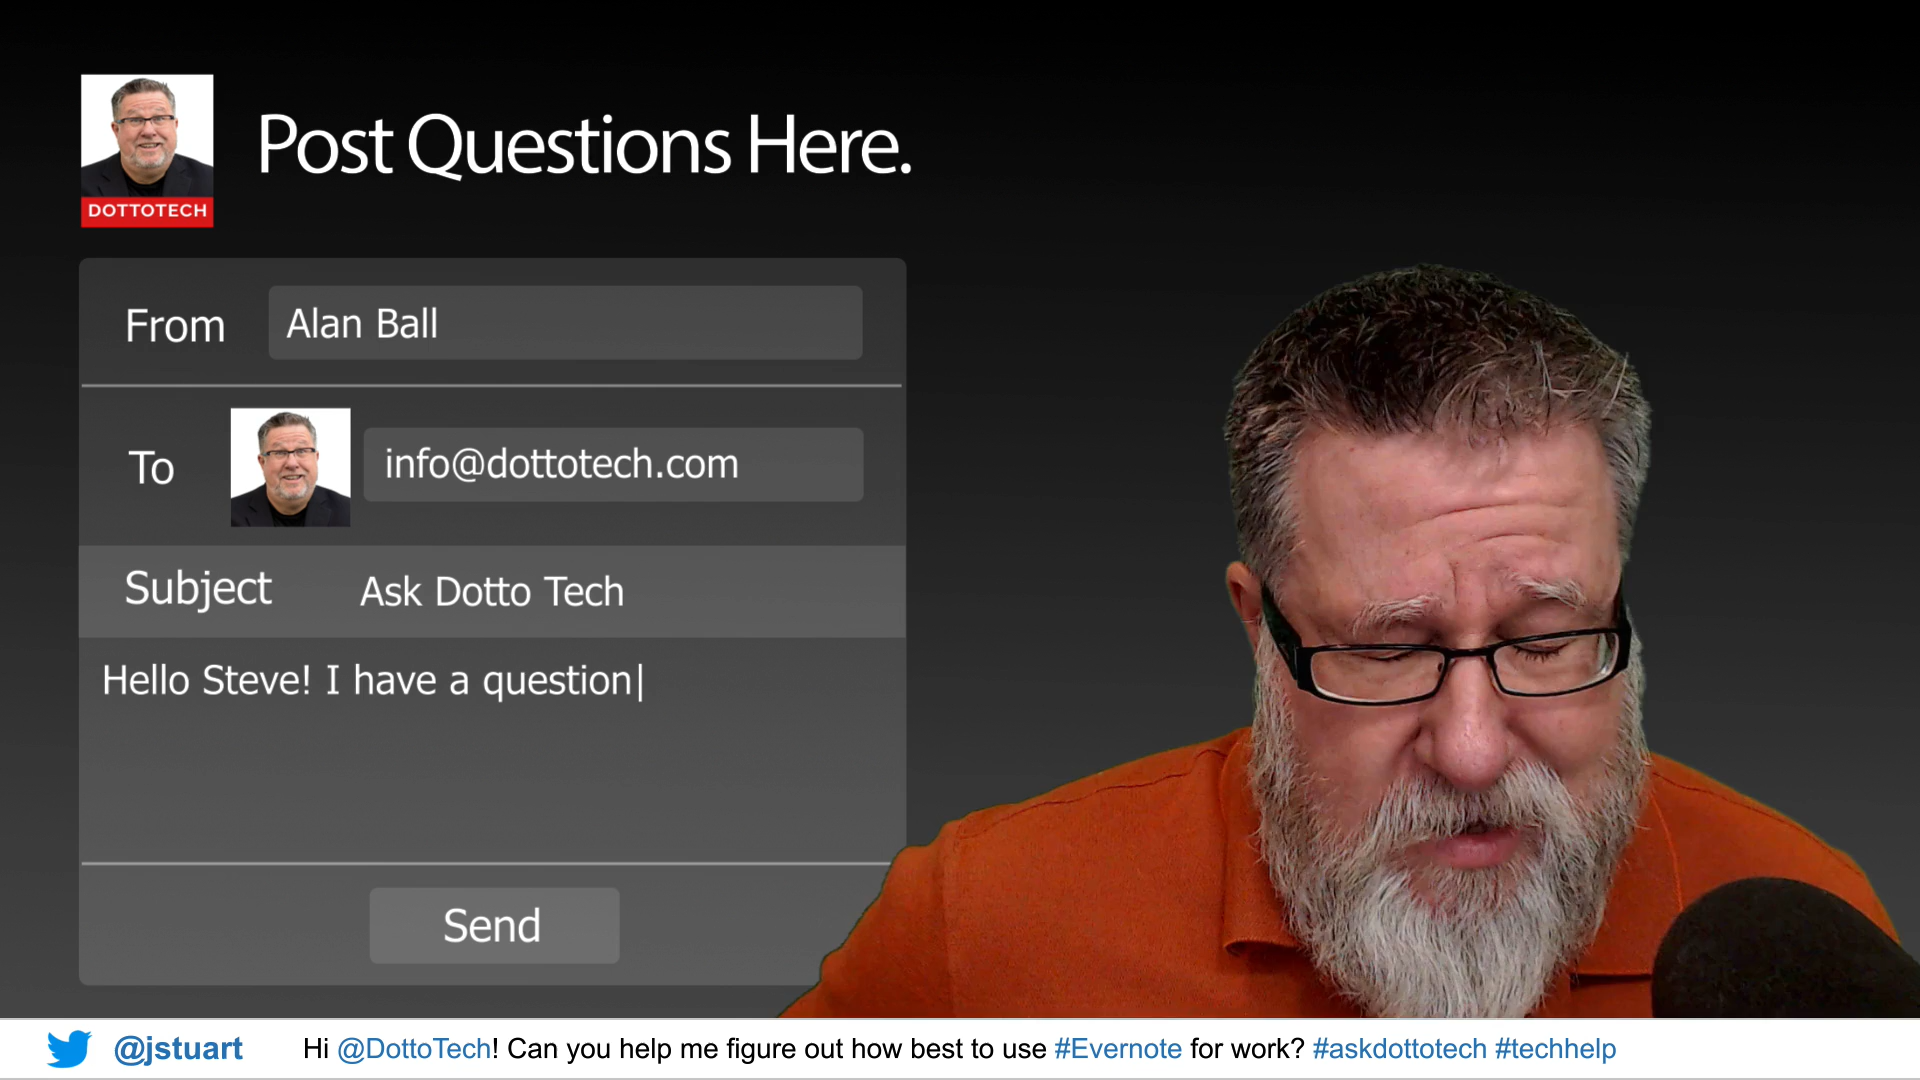 DOTTOTECH
Post Questions Here.
From Alan Ball
To info@dottotech.com
Subject Ask Dotto Tech
Hello Steve! I have a question|
Send
@jstuart Hi @DottoTech! Can you help me figure out how best to use #Evernote for work? #askdottotech #techhelp